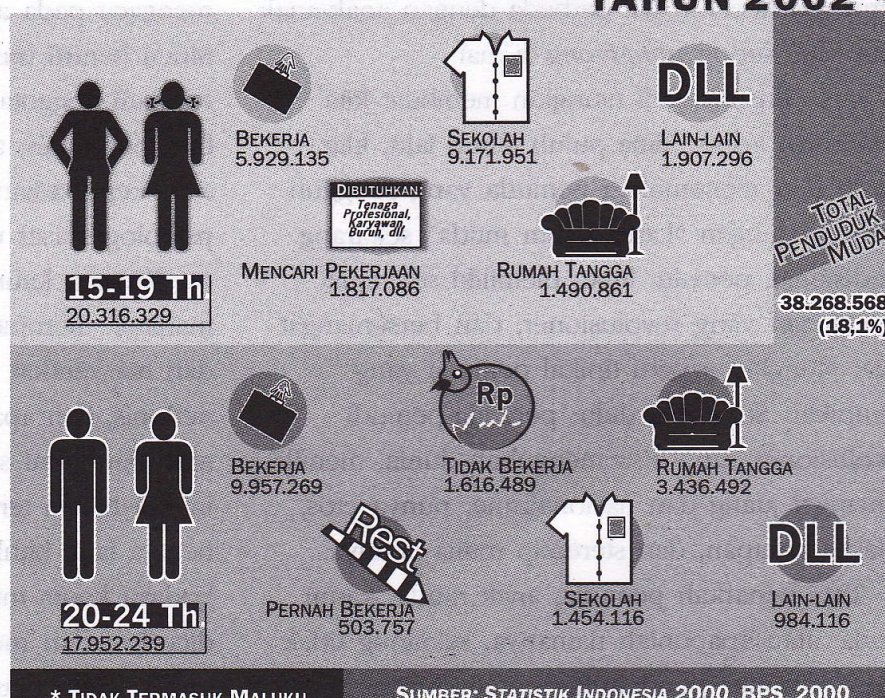 TAHUN 2002 *
BEKERJA
5.929.135
SEKOLAH
9.171.951
DLL
LAIN-LAIN
1.907.296
DIBUTUHKAN:
Tenaga
Profesional,
Karyawan,
Buruh, dll.
MENCARI PEKERJAAN
1.817.086
RUMAH TANGGA
1.490.861
15-19 Th.
20.316.329
TOTAL
PENDUDUK
MUDA
38.268.568
(18,1%)
BEKERJA
9.957.269
Rp
TIDAK BEKERJA
1.616.489
RUMAH TANGGA
3.436.492
Rest
PERNAH BEKERJA
503.757
SEKOLAH
1.454.116
DLL
LAIN-LAIN
984.116
20-24 Th.
17.952.239
* TIDAK TERMASUK MALUKU
SUMBER: STATISTIK INDONESIA 2000, BPS, 2000